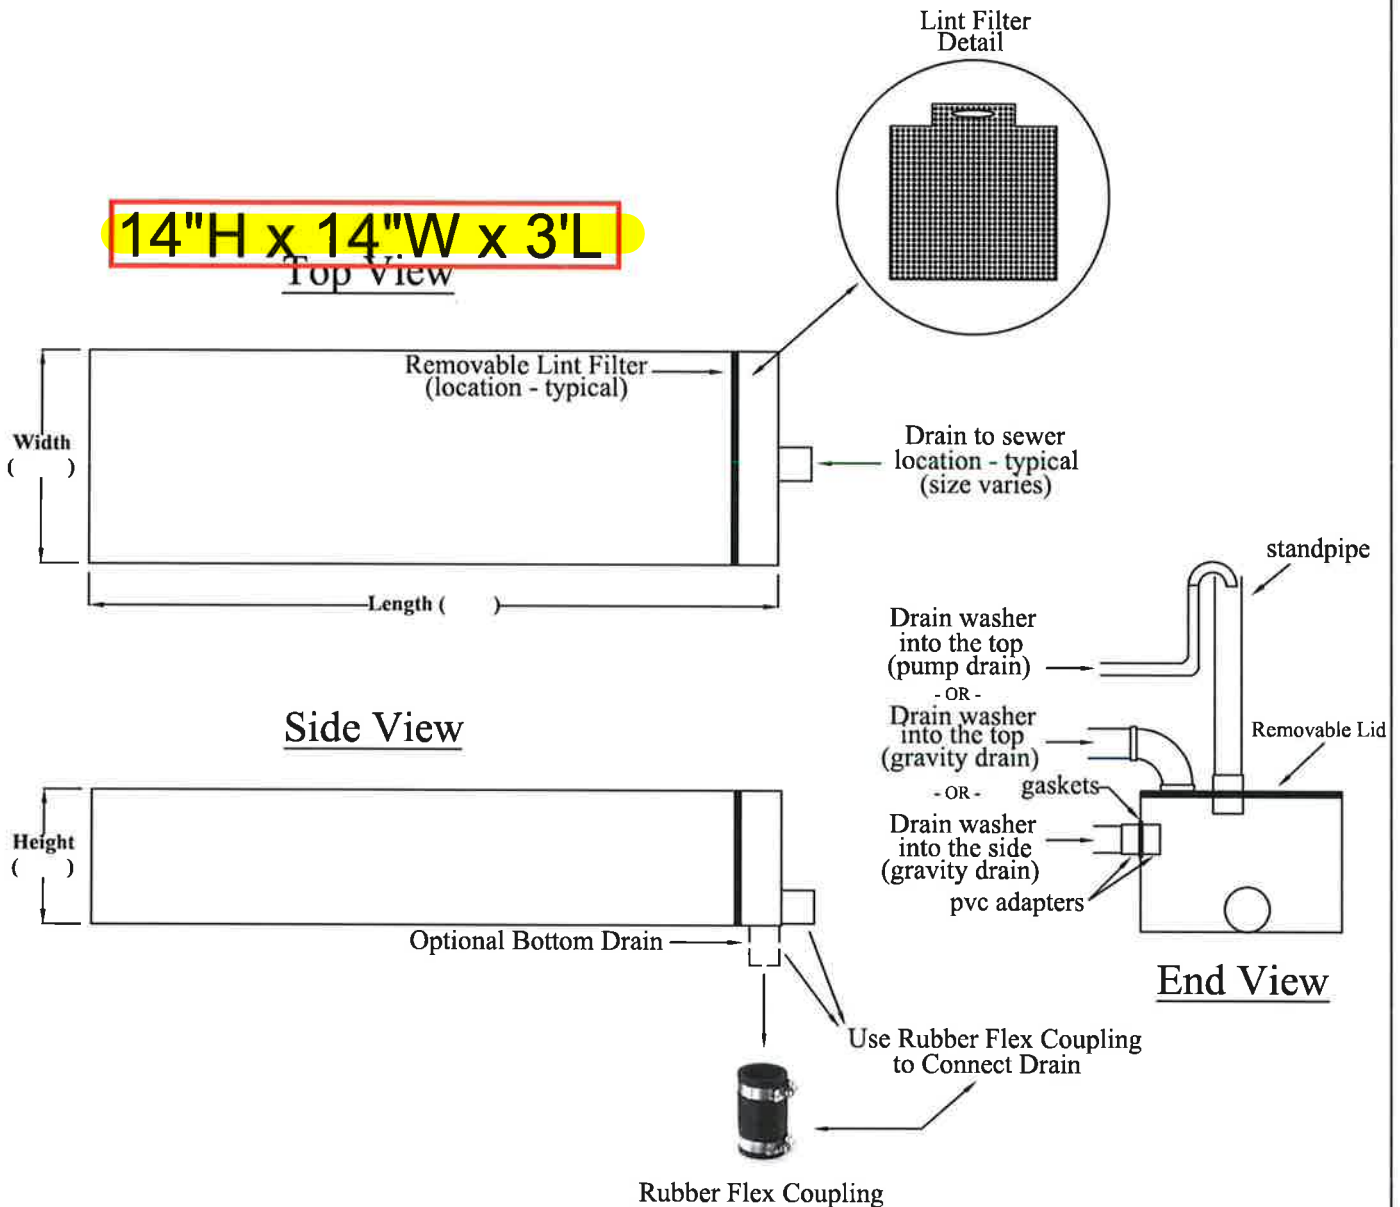 Lint Filter
Detail
14"H x 14"W x 3'L
Top View
Removable Lint Filter
(location - typical)
Width
(      )
Drain to sewer
location - typical
(size varies)
Length (      )
standpipe
Drain washer
into the top
(pump drain)
- OR -
Drain washer
into the top
(gravity drain)
- OR -
Drain washer
into the side
(gravity drain)
gaskets
pvc adapters
Removable Lid
Side View
Height
(      )
Optional Bottom Drain
End View
Use Rubber Flex Coupling
to Connect Drain
Rubber Flex Coupling